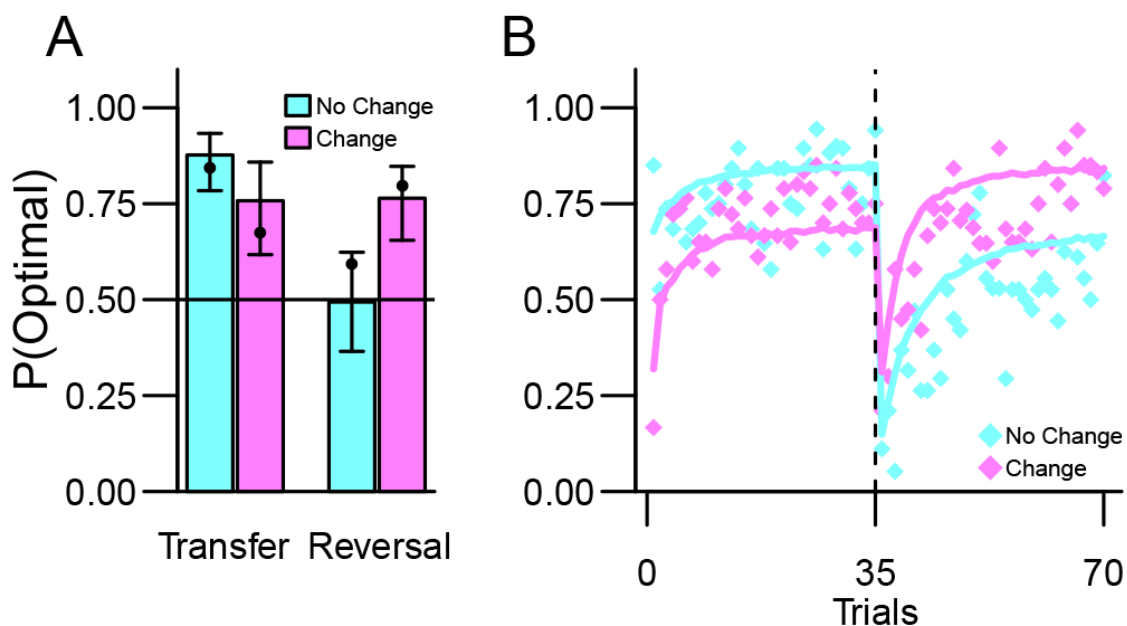 A
P(Optimal)
1.00
0.75
0.50
0.25
0.00
No Change
Change
Transfer Reversal
B
1.00
0.75
0.50
0.25
0.00
No Change
Change
0 35 70
Trials